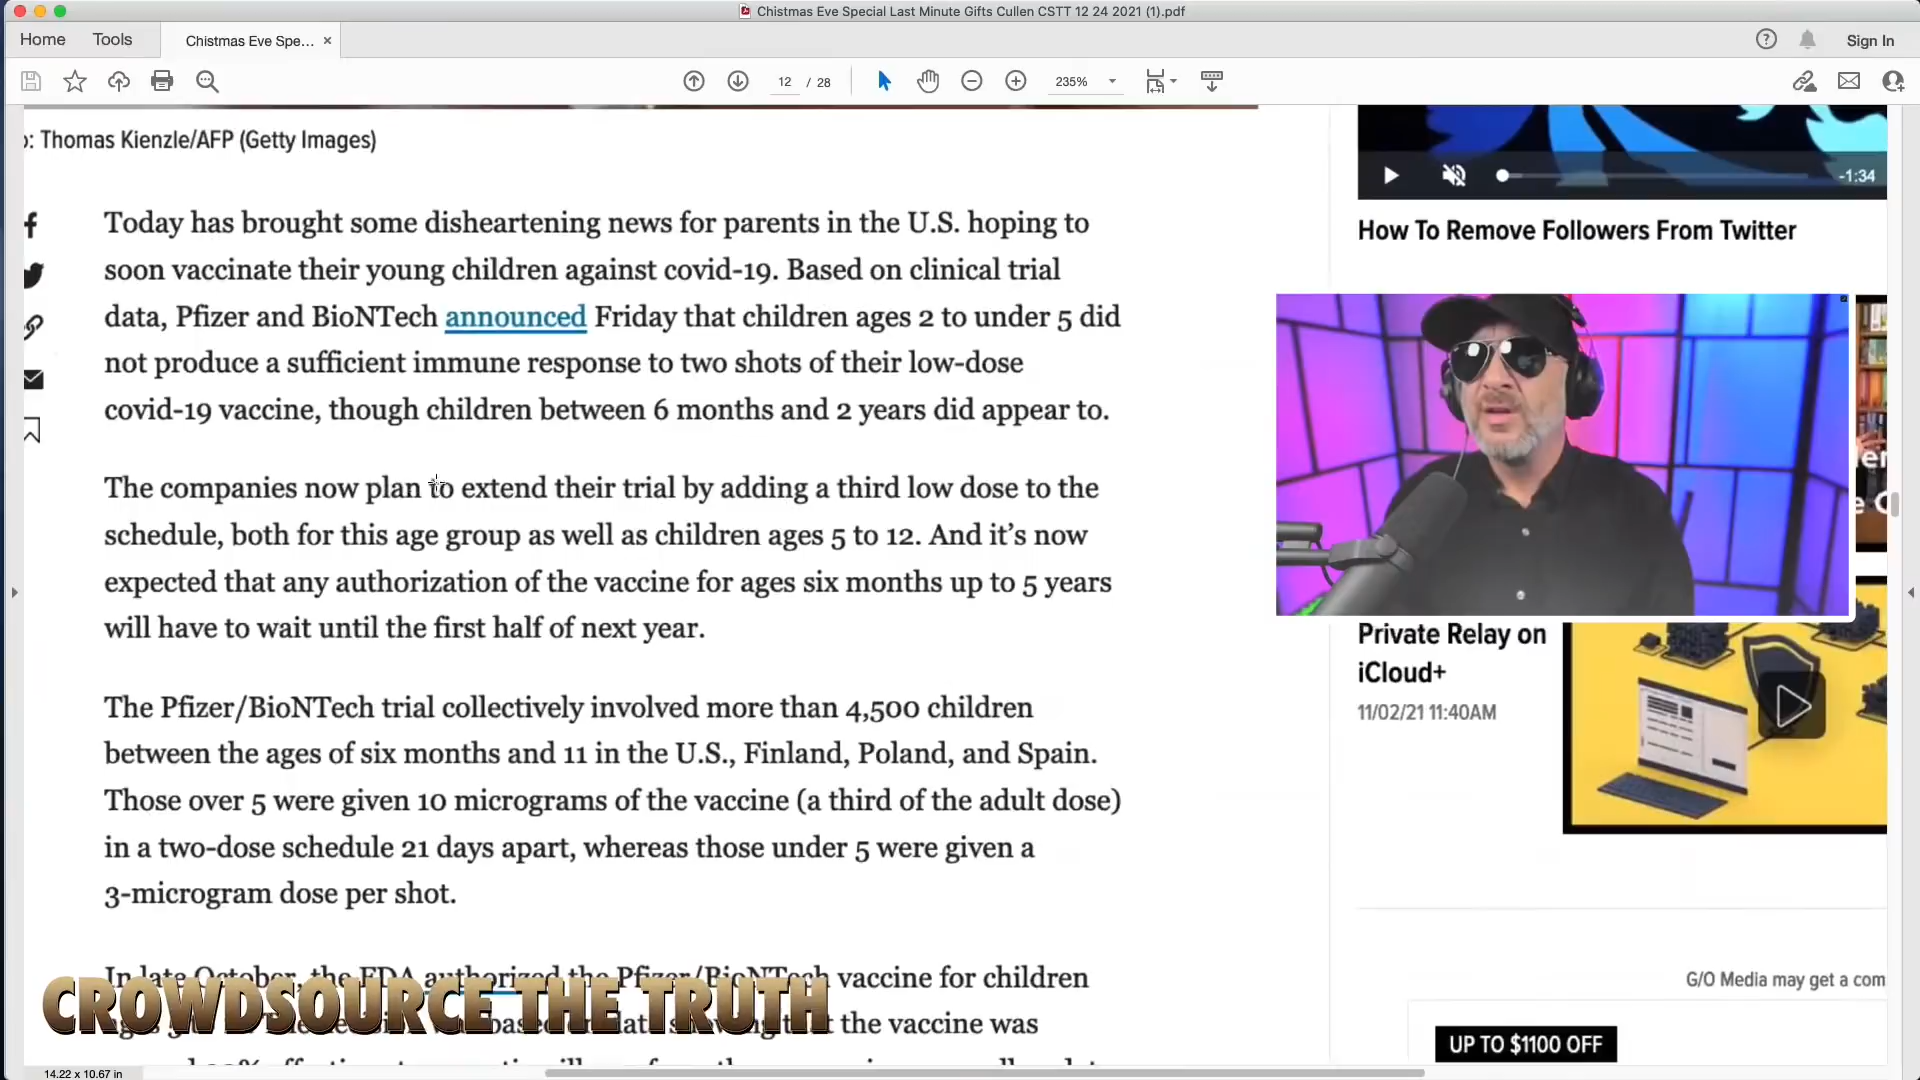 Chistmas Eve Special Last Minute Gifts Cullen CSTT 12 24 2021 (1).pdf
Home
Tools
Chistmas Eve Spe... ×
Sign In
12 / 28
235%
: Thomas Kienzle/AFP (Getty Images)
Today has brought some disheartening news for parents in the U.S. hoping to
soon vaccinate their young children against covid-19. Based on clinical trial
data, Pfizer and BioNTech announced Friday that children ages 2 to under 5 did
not produce a sufficient immune response to two shots of their low-dose
covid-19 vaccine, though children between 6 months and 2 years did appear to.
The companies now plan to extend their trial by adding a third low dose to the
schedule, both for this age group as well as children ages 5 to 12. And it’s now
expected that any authorization of the vaccine for ages six months up to 5 years
will have to wait until the first half of next year.
The Pfizer/BioNTech trial collectively involved more than 4,500 children
between the ages of six months and 11 in the U.S., Finland, Poland, and Spain.
Those over 5 were given 10 micrograms of the vaccine (a third of the adult dose)
in a two-dose schedule 21 days apart, whereas those under 5 were given a
3-microgram dose per shot.
In late October, the FDA authorized the Pfizer/BioNTech vaccine for children
the vaccine was
CROWDSOURCE THE TRUTH
14.22 x 10.67 in
-1:34
How To Remove Followers From Twitter
Private Relay on
iCloud+
11/02/21 11:40AM
G/O Media may get a com
UP TO $1100 OFF